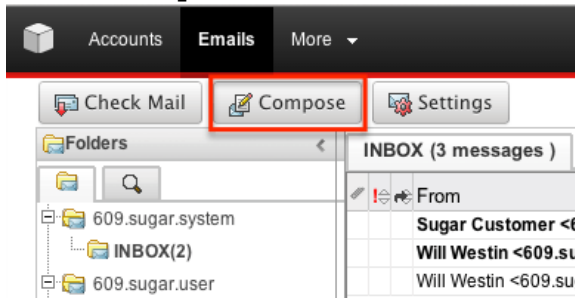 Accounts Emails More
Check Mail Compose Settings
Folders
INBOX (3 messages )
From
609.sugar.system
Sugar Customer <6
INBOX(2)
Will Westin <609.su
609.sugar.user
Will Westin <609.su